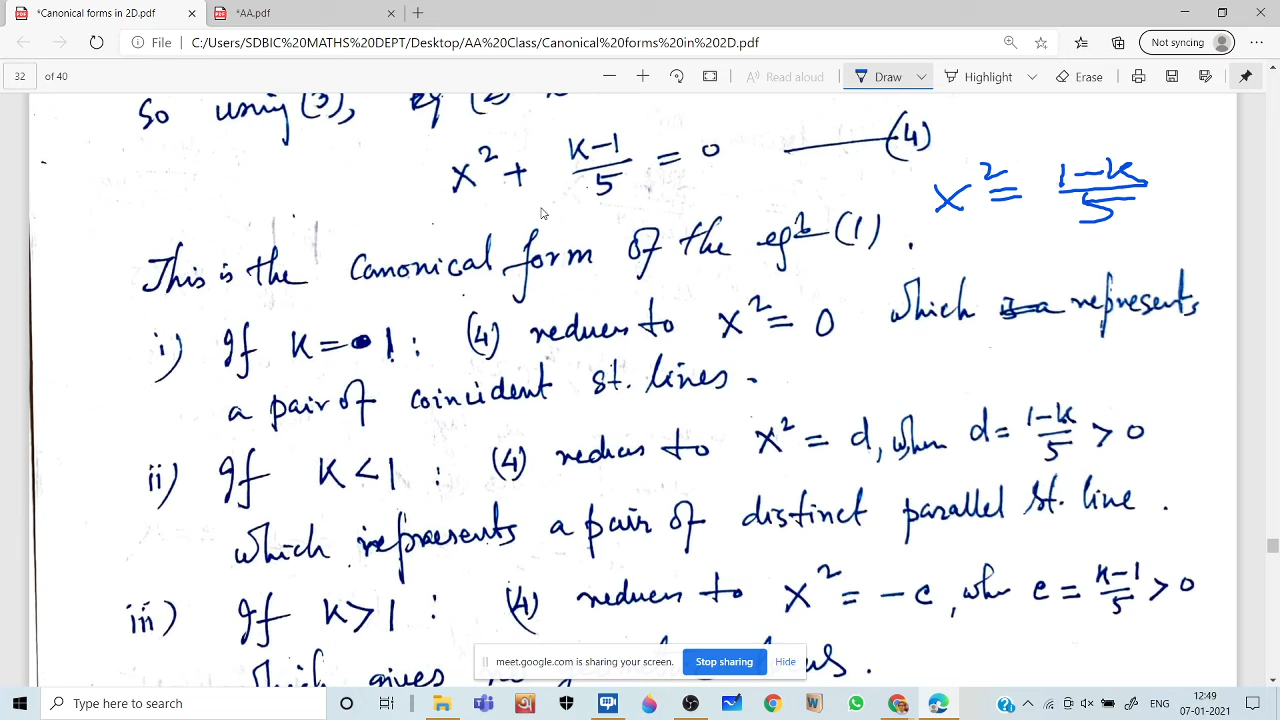 *Canonical forms in 2D.pdf
*AA.pdf
File C:/Users/SDBIC%20MATHS%20DEPT/Desktop/AA%20Class/Canonical%20forms%20in%202D.pdf
Not syncing
32 of 40
Read aloud
Draw
Highlight
Erase
So using (3),
x² + (k-1)/5 = 0 ——— (4)
x² = (1-k)/5
This is the canonical form of the eqn (1).
i) If k = 1: (4) reduces to x² = 0 which represents
a pair of coincident st. lines.
ii) If k < 1 : (4) reduces to x² = d, when d = (1-k)/5 > 0
which represents a pair of distinct parallel st. line.
iii) If k > 1 : (4) reduces to x² = -e, wher e = (k-1)/5 > 0
which gives
meet.google.com is sharing your screen.
Stop sharing
Hide
Type here to search
ENG
12:49
07-01-2021